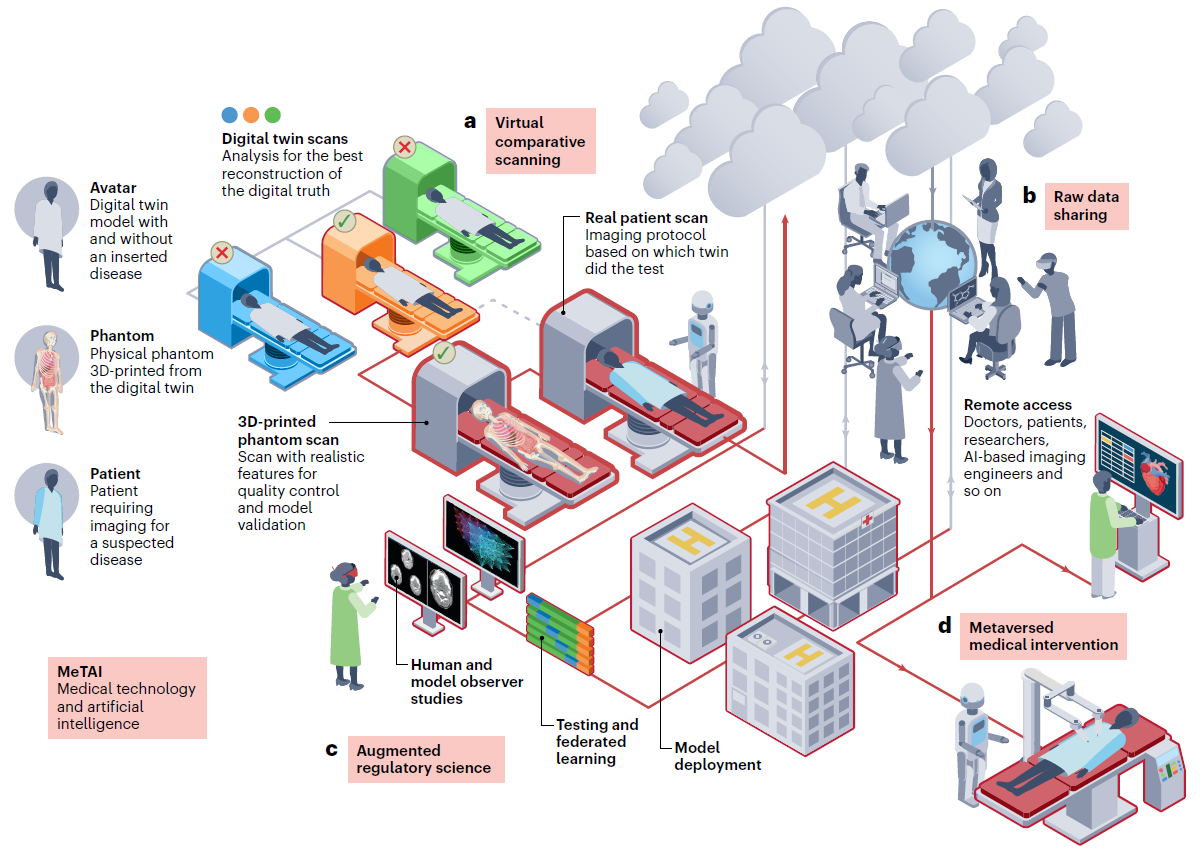 a
Virtual
comparative
scanning
Digital twin scans
Analysis for the best
reconstruction of
the digital truth
Avatar
Digital twin
model with
and without
an inserted
disease
Real patient scan
Imaging protocol
based on which twin
did the test
b
Raw data
sharing
Phantom
Physical phantom
3D-printed from
the digital twin
3D-printed
phantom scan
Scan with realistic
features for
quality control
and model
validation
Remote access
Doctors, patients,
researchers,
AI-based imaging
engineers and
so on
Patient
Patient
requiring
imaging for
a suspected
disease
H
H
H
d
Metaversed
medical intervention
MeTAI
Medical technology
and artificial
intelligence
Human and
model observer
studies
Testing and
federated
learning
Model
deployment
c
Augmented
regulatory science